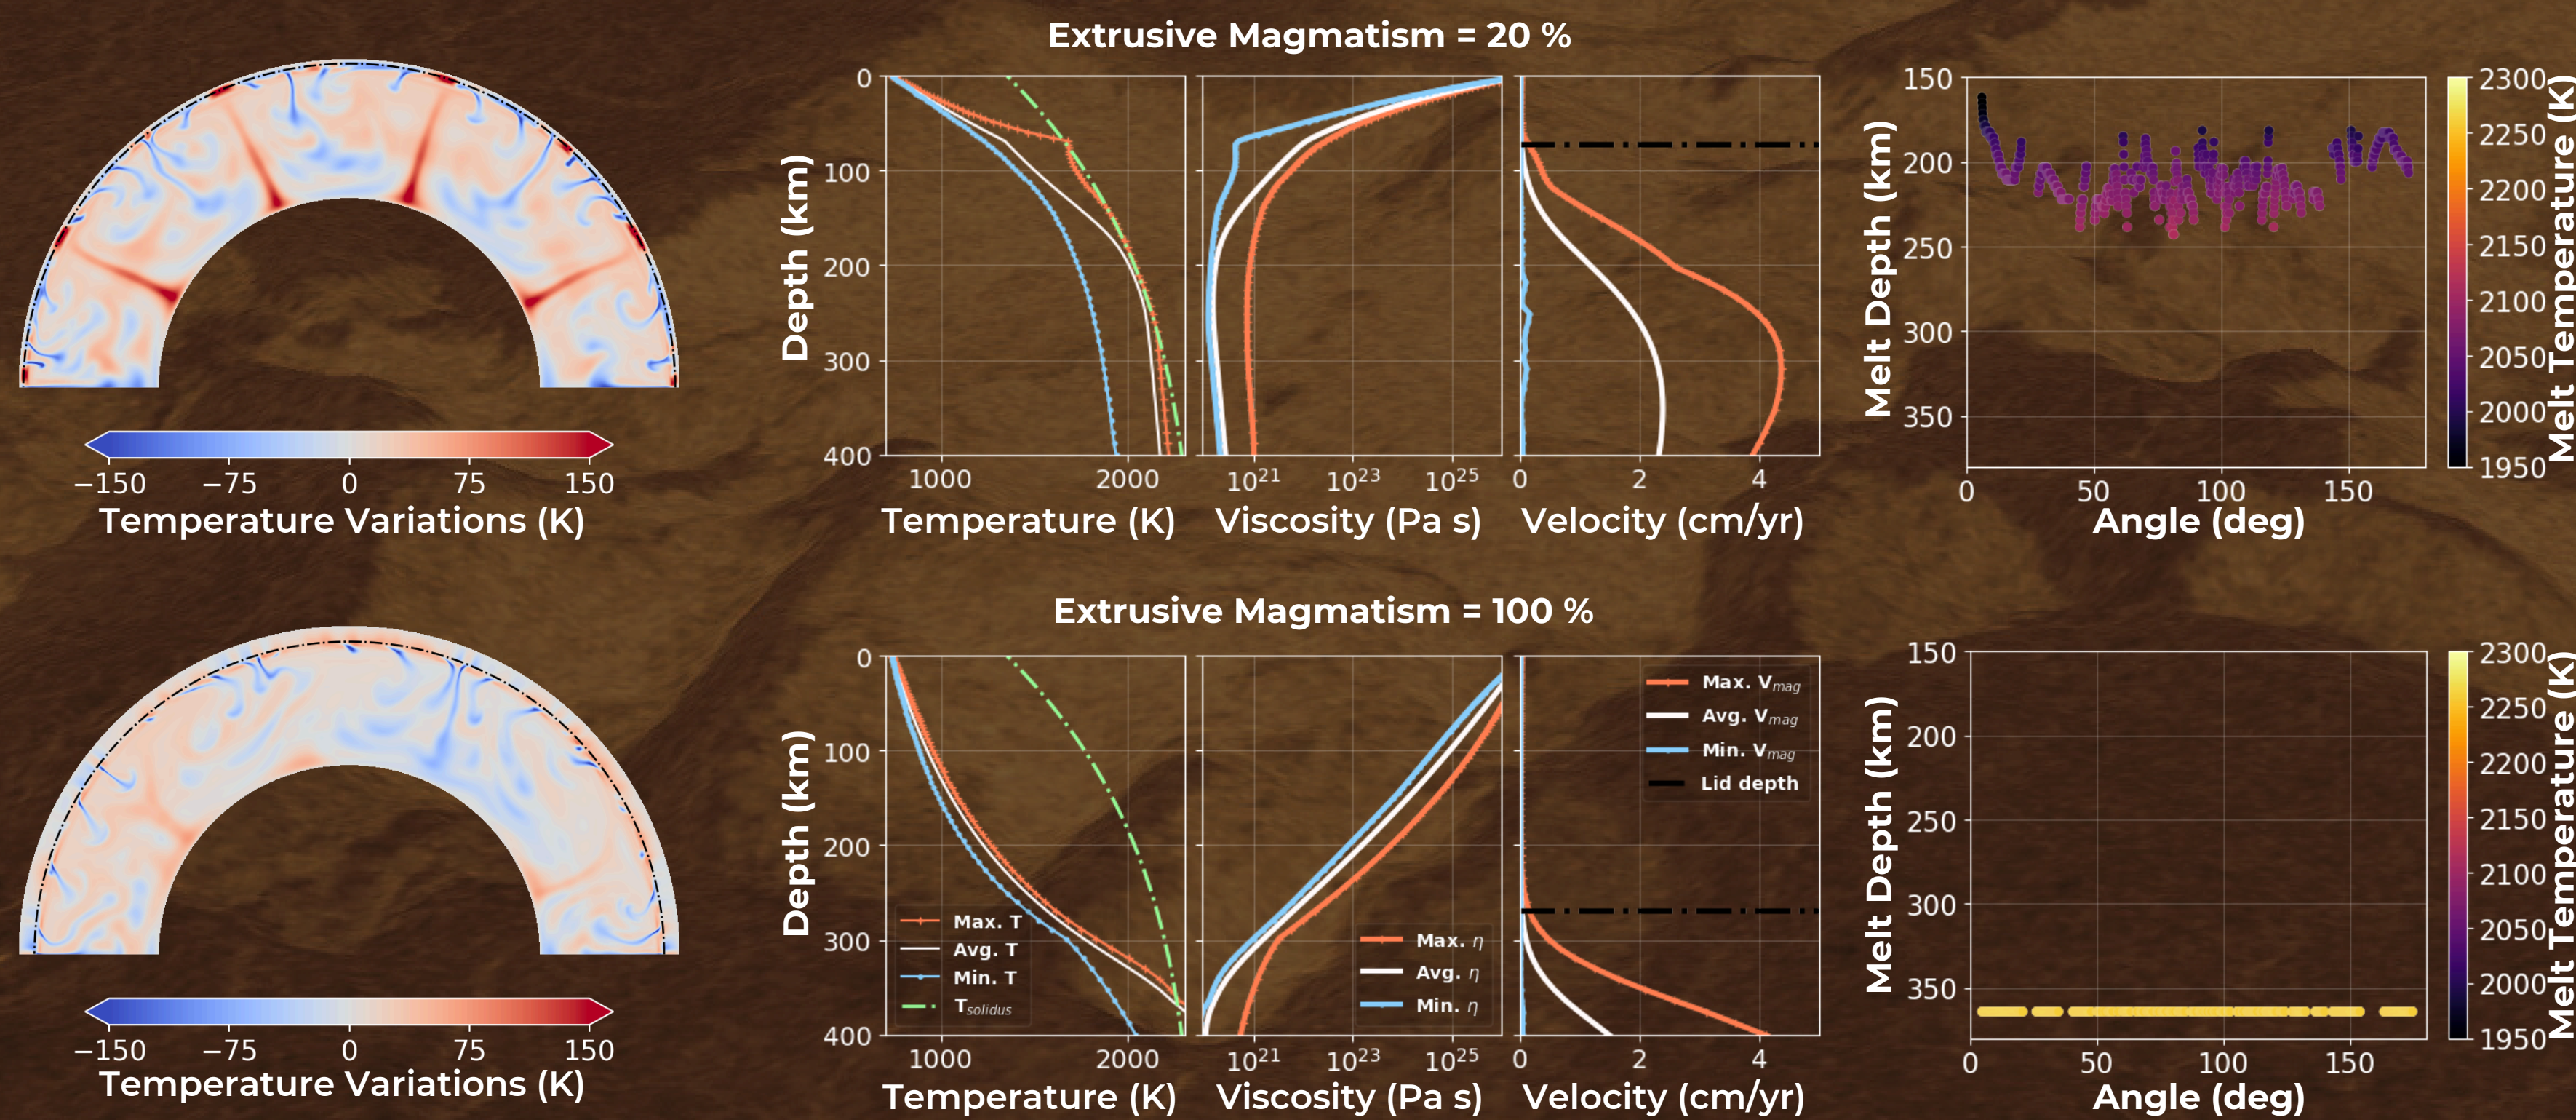 Extrusive Magmatism = 20 %
−150 −75 0 75 150
Temperature Variations (K)
Depth (km)
0
100
200
300
400
1000 2000
Temperature (K)
10²¹ 10²³ 10²⁵
Viscosity (Pa s)
0 2 4
Velocity (cm/yr)
Melt Depth (km)
150
200
250
300
350
0 50 100 150
Angle (deg)
2300
2250
2200
2150
2100
2050
2000
1950
Melt Temperature (K)
Extrusive Magmatism = 100 %
−150 −75 0 75 150
Temperature Variations (K)
Depth (km)
0
100
200
300
400
Max. T
Avg. T
Min. T
T_solidus
1000 2000
Temperature (K)
Max. η
Avg. η
Min. η
10²¹ 10²³ 10²⁵
Viscosity (Pa s)
Max. V_mag
Avg. V_mag
Min. V_mag
Lid depth
0 2 4
Velocity (cm/yr)
Melt Depth (km)
150
200
250
300
350
0 50 100 150
Angle (deg)
2300
2250
2200
2150
2100
2050
2000
1950
Melt Temperature (K)